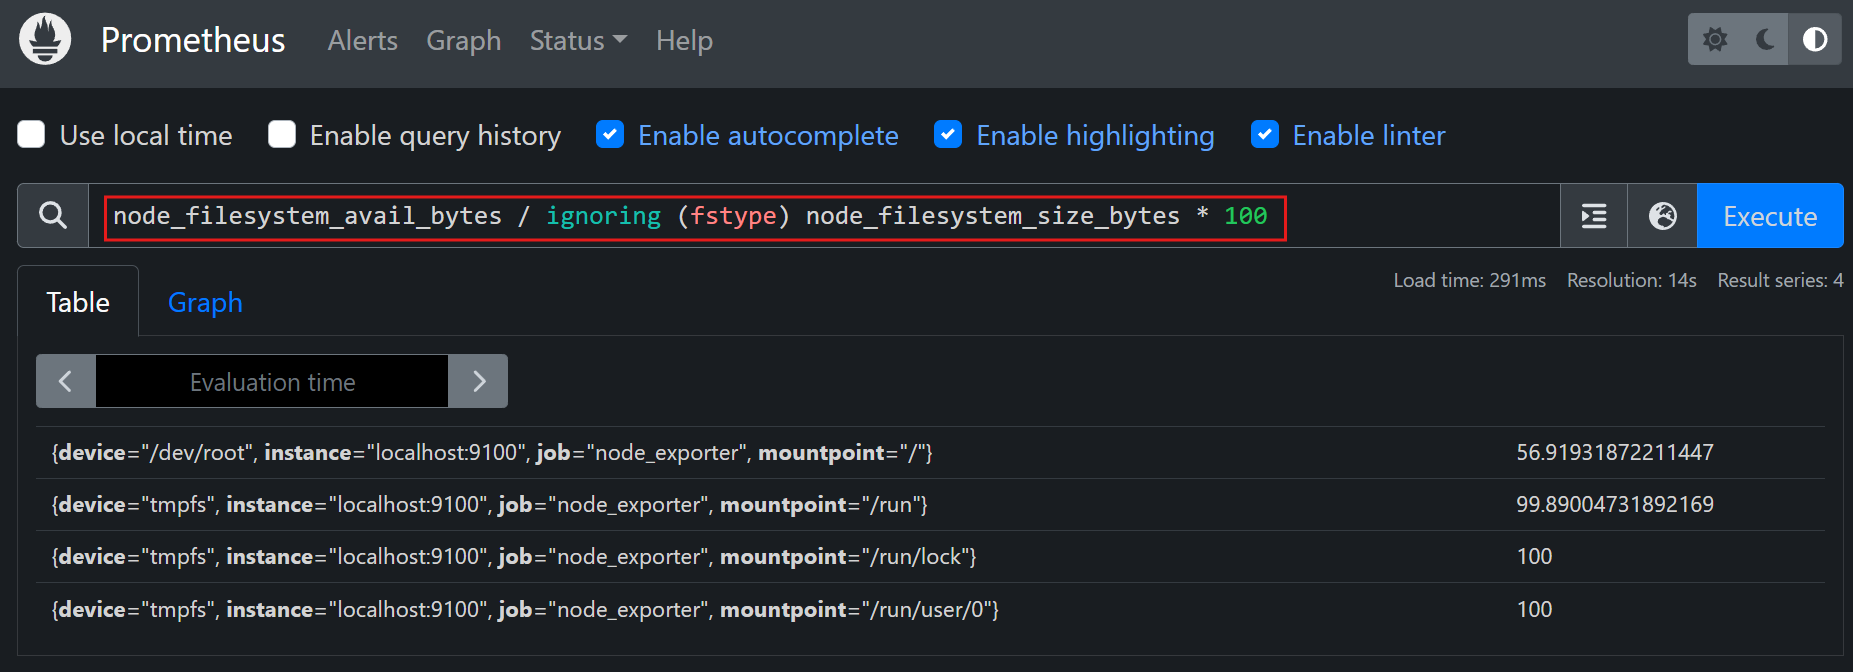 Prometheus Alerts Graph Status Help
Use local time Enable query history Enable autocomplete Enable highlighting Enable linter
node_filesystem_avail_bytes / ignoring (fstype) node_filesystem_size_bytes * 100 Execute
Load time: 291ms Resolution: 14s Result series: 4
Table Graph
Evaluation time
{device="/dev/root", instance="localhost:9100", job="node_exporter", mountpoint="/"} 56.91931872211447
{device="tmpfs", instance="localhost:9100", job="node_exporter", mountpoint="/run"} 99.89004731892169
{device="tmpfs", instance="localhost:9100", job="node_exporter", mountpoint="/run/lock"} 100
{device="tmpfs", instance="localhost:9100", job="node_exporter", mountpoint="/run/user/0"} 100